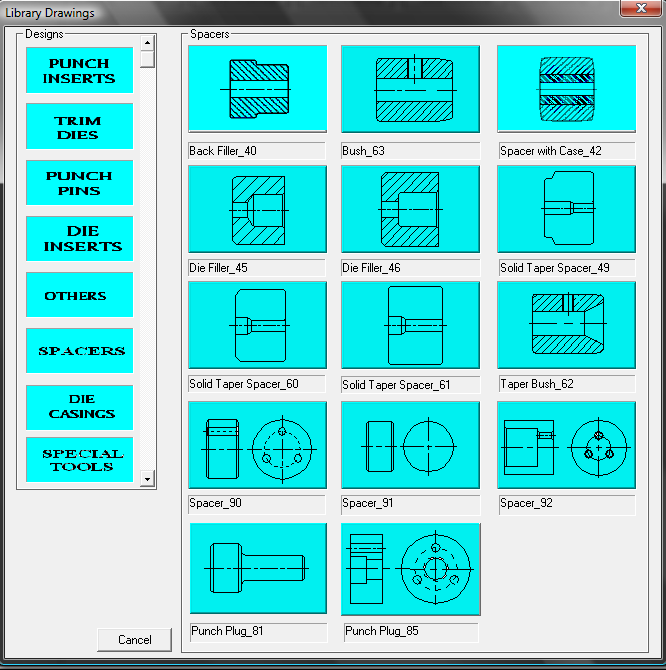 Library Drawings
Designs
PUNCH
INSERTS
TRIM
DIES
PUNCH
PINS
DIE
INSERTS
OTHERS
SPACERS
DIE
CASINGS
SPECIAL
TOOLS
Spacers
Back Filler_40
Bush_63
Spacer with Case_42
Die Filler_45
Die Filler_46
Solid Taper Spacer_49
Solid Taper Spacer_60
Solid Taper Spacer_61
Taper Bush_62
Spacer_90
Spacer_91
Spacer_92
Punch Plug_81
Punch Plug_85
Cancel